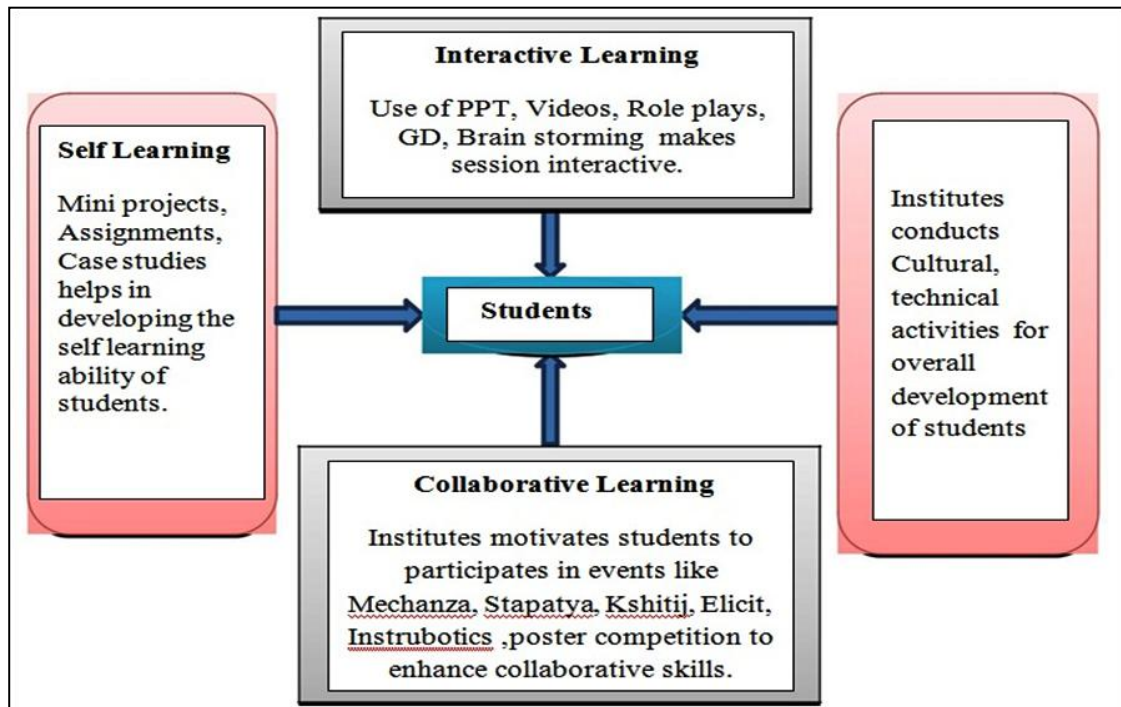 Interactive Learning
Use of PPT, Videos, Role plays,
GD, Brain storming makes
session interactive.
Self Learning
Mini projects,
Assignments,
Case studies
helps in
developing the
self learning
ability of
students.
Students
Institutes
conducts
Cultural,
technical
activities for
overall
development
of students
Collaborative Learning
Institutes motivates students to
participates in events like
Mechanza, Stapatya, Kshitij, Elicit,
Instrubotics ,poster competition to
enhance collaborative skills.